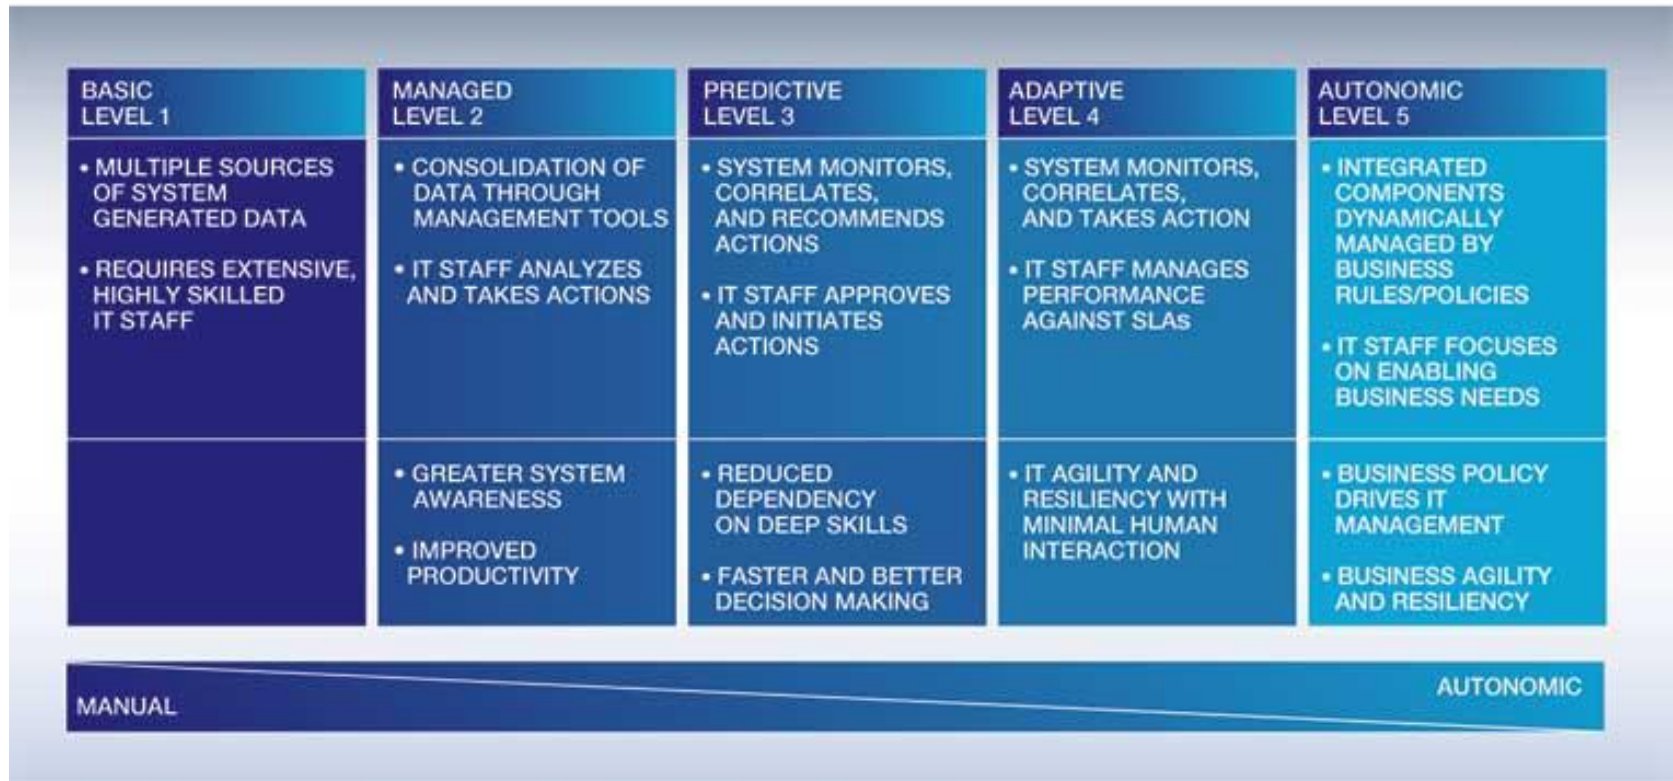 BASIC
LEVEL 1
• MULTIPLE SOURCES
OF SYSTEM
GENERATED DATA
• REQUIRES EXTENSIVE,
HIGHLY SKILLED
IT STAFF
MANAGED
LEVEL 2
• CONSOLIDATION OF
DATA THROUGH
MANAGEMENT TOOLS
• IT STAFF ANALYZES
AND TAKES ACTIONS
• GREATER SYSTEM
AWARENESS
• IMPROVED
PRODUCTIVITY
PREDICTIVE
LEVEL 3
• SYSTEM MONITORS,
CORRELATES,
AND RECOMMENDS
ACTIONS
• IT STAFF APPROVES
AND INITIATES
ACTIONS
• REDUCED
DEPENDENCY
ON DEEP SKILLS
• FASTER AND BETTER
DECISION MAKING
ADAPTIVE
LEVEL 4
• SYSTEM MONITORS,
CORRELATES,
AND TAKES ACTION
• IT STAFF MANAGES
PERFORMANCE
AGAINST SLAs
• IT AGILITY AND
RESILIENCY WITH
MINIMAL HUMAN
INTERACTION
AUTONOMIC
LEVEL 5
• INTEGRATED
COMPONENTS
DYNAMICALLY
MANAGED BY
BUSINESS
RULES/POLICIES
• IT STAFF FOCUSES
ON ENABLING
BUSINESS NEEDS
• BUSINESS POLICY
DRIVES IT
MANAGEMENT
• BUSINESS AGILITY
AND RESILIENCY
MANUAL
AUTONOMIC